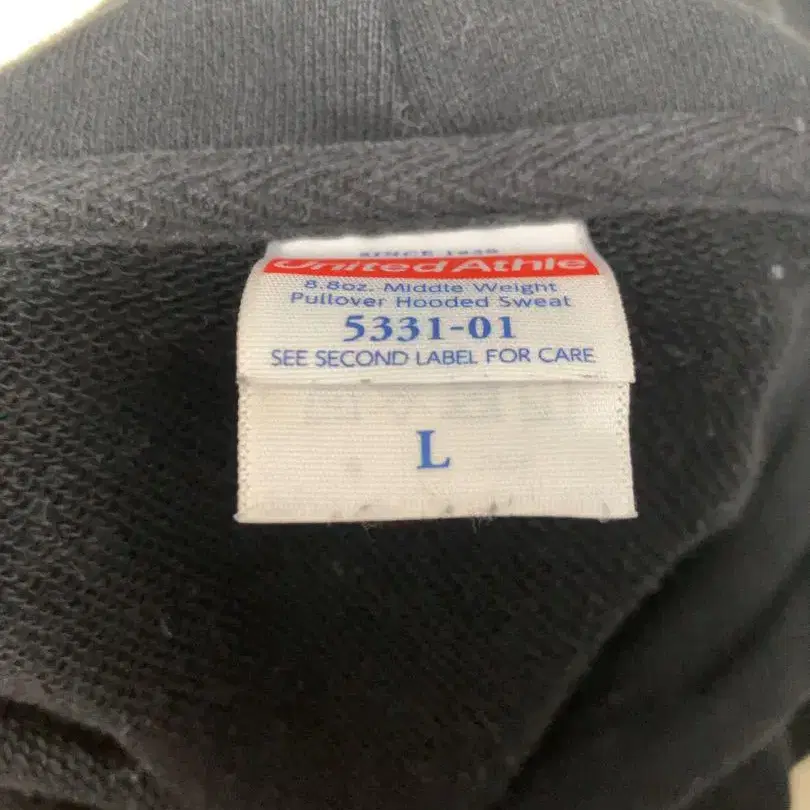 United Athle
8.8oz. Middle Weight
Pullover Hooded Sweat
5331-01
SEE SECOND LABEL FOR CARE
L